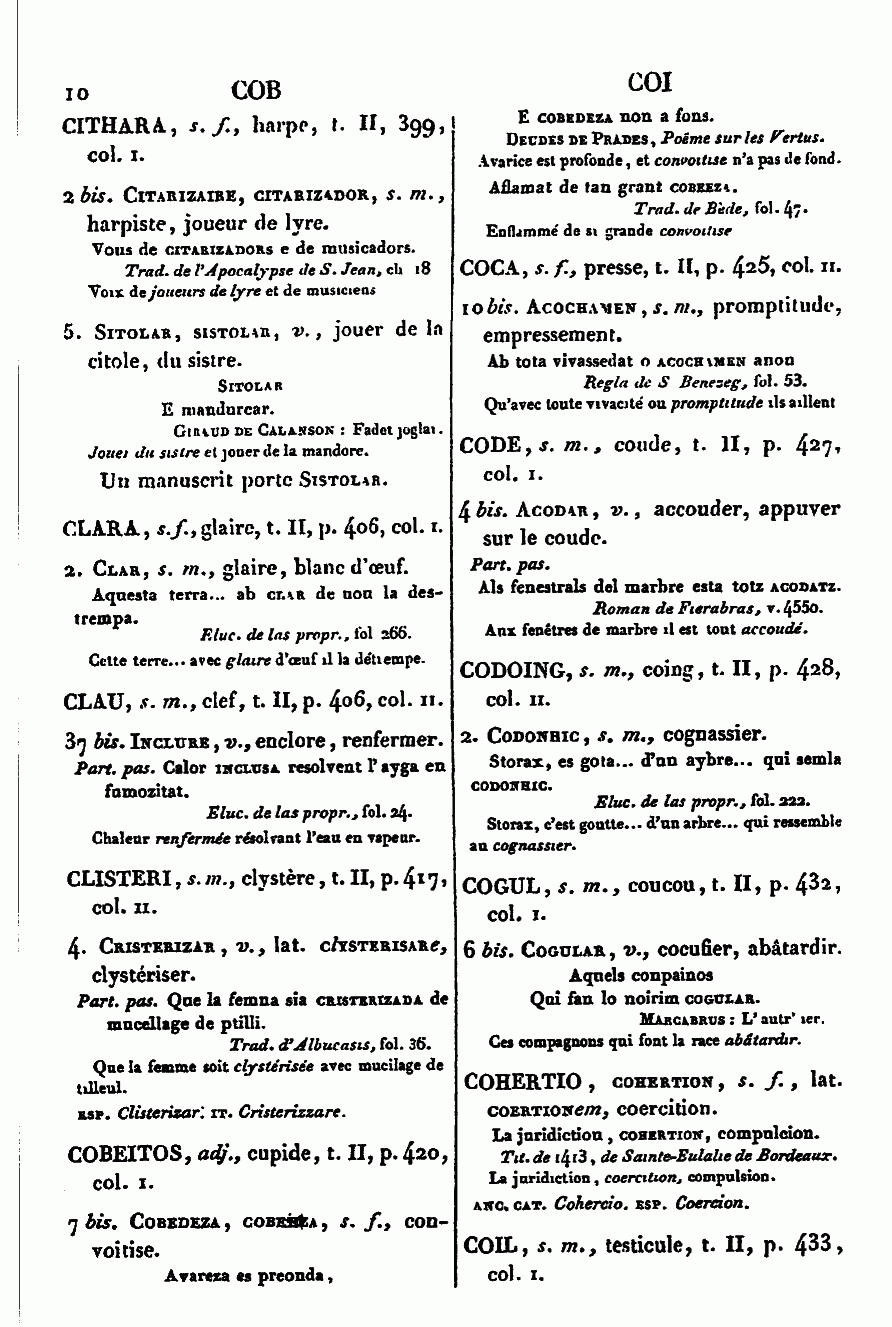 10 COB
CITHARA, s. f., harpe, t. II, 399,
col. I.
2 bis. CITARIZAIRE, CITARIZADOR, s. m.,
harpiste, joueur de lyre.
Vous de CITARIZADORS e de musicadors.
Trad. de l'Apocalypse de S. Jean, ch 18
Voix de joueurs de lyre et de musiciens
5. SITOLAR, SISTOLAR, v., jouer de la
citole, du sistre.
SITOLAR
E mandurcar.
GIRAUD DE CALANSON : Fadet joglar.
Jouer du sistre et jouer de la mandore.
Un manuscrit porte SISTOLAR.
CLARA, s.f., glaire, t. II, p. 406, col. I.
2. CLAR, s. m., glaire, blanc d'œuf.
Aquesta terra... ab CLAR de uou la des-
trempa.
Eluc. de las propr., fol 266.
Cette terre... avec glaire d'œuf il la détrempe.
CLAU, s. m., clef, t. II, p. 406, col. II.
37 bis. INCLURE, v., enclore, renfermer.
Part. pas. Calor INCLUSA resolvent l'ayga en
fumozitat.
Eluc. de las propr., fol. 24.
Chaleur renfermée résolvant l'eau en vapeur.
CLISTERI, s. m., clystère, t. II, p. 417,
col. II.
4. CRISTERIZAR, v., lat. clYSTERISARe,
clystériser.
Part. pas. Que la femna sia CRISTERIZADA de
mucellage de ptilli.
Trad. d'Albucasis, fol. 36.
Que la femme soit clystérisée avec mucilage de
tilleul.
ESP. Clisterizar. IT. Cristerizzare.
COBEITOS, adj., cupide, t. II, p. 420,
col. I.
7 bis. COBEDEZA, COBEEZA, s. f., con-
voitise.
Avareza es preonda,
COI
E COBEDEZA non a fons.
DEUDES DE PRADES, Poëme sur les Vertus.
Avarice est profonde, et convoitise n'a pas de fond.
Aflamat de tan grant COBEEZA.
Trad. de Bède, fol. 47.
Enflammé de si grande convoitise
COCA, s. f., presse, t. II, p. 425, col. II.
10 bis. ACOCHAMEN, s. m., promptitude,
empressement.
Ab tota vivassedat o ACOCHAMEN anon
Regla de S Benezeg, fol. 53.
Qu'avec toute vivacité ou promptitude ils aillent
CODE, s. m., coude, t. II, p. 427,
col. I.
4 bis. ACODAR, v., accouder, appuyer
sur le coude.
Part. pas.
Als fenestrals del marbre esta totz ACODATZ.
Roman de Fierabras, v. 4550.
Aux fenêtres de marbre il est tout accoudé.
CODOING, s. m., coing, t. II, p. 428,
col. II.
2. CODONHIC, s. m., cognassier.
Storax, es gota... d'un aybre... qui semla
CODONHIC.
Eluc. de las propr., fol. 222.
Storax, c'est goutte... d'un arbre... qui ressemble
au cognassier.
COGUL, s. m., coucou, t. II, p. 432,
col. I.
6 bis. COGULAR, v., cocufier, abâtardir.
Aquels conpainos
Qui fan lo noirim COGULAR.
MARCABRUS : L'autr'ier.
Ces compagnons qui font la race abâtardir.
COHERTIO, COHERTION, s. f., lat.
COERTIONem, coercition.
La juridiction, COHERTION, compulcion.
Tit. de 1413, de Sainte-Eulalie de Bordeaux.
La juridiction, coercition, compulsion.
ANC. CAT. Cohercio. ESP. Coercion.
COIL, s. m., testicule, t. II, p. 433,
col. I.